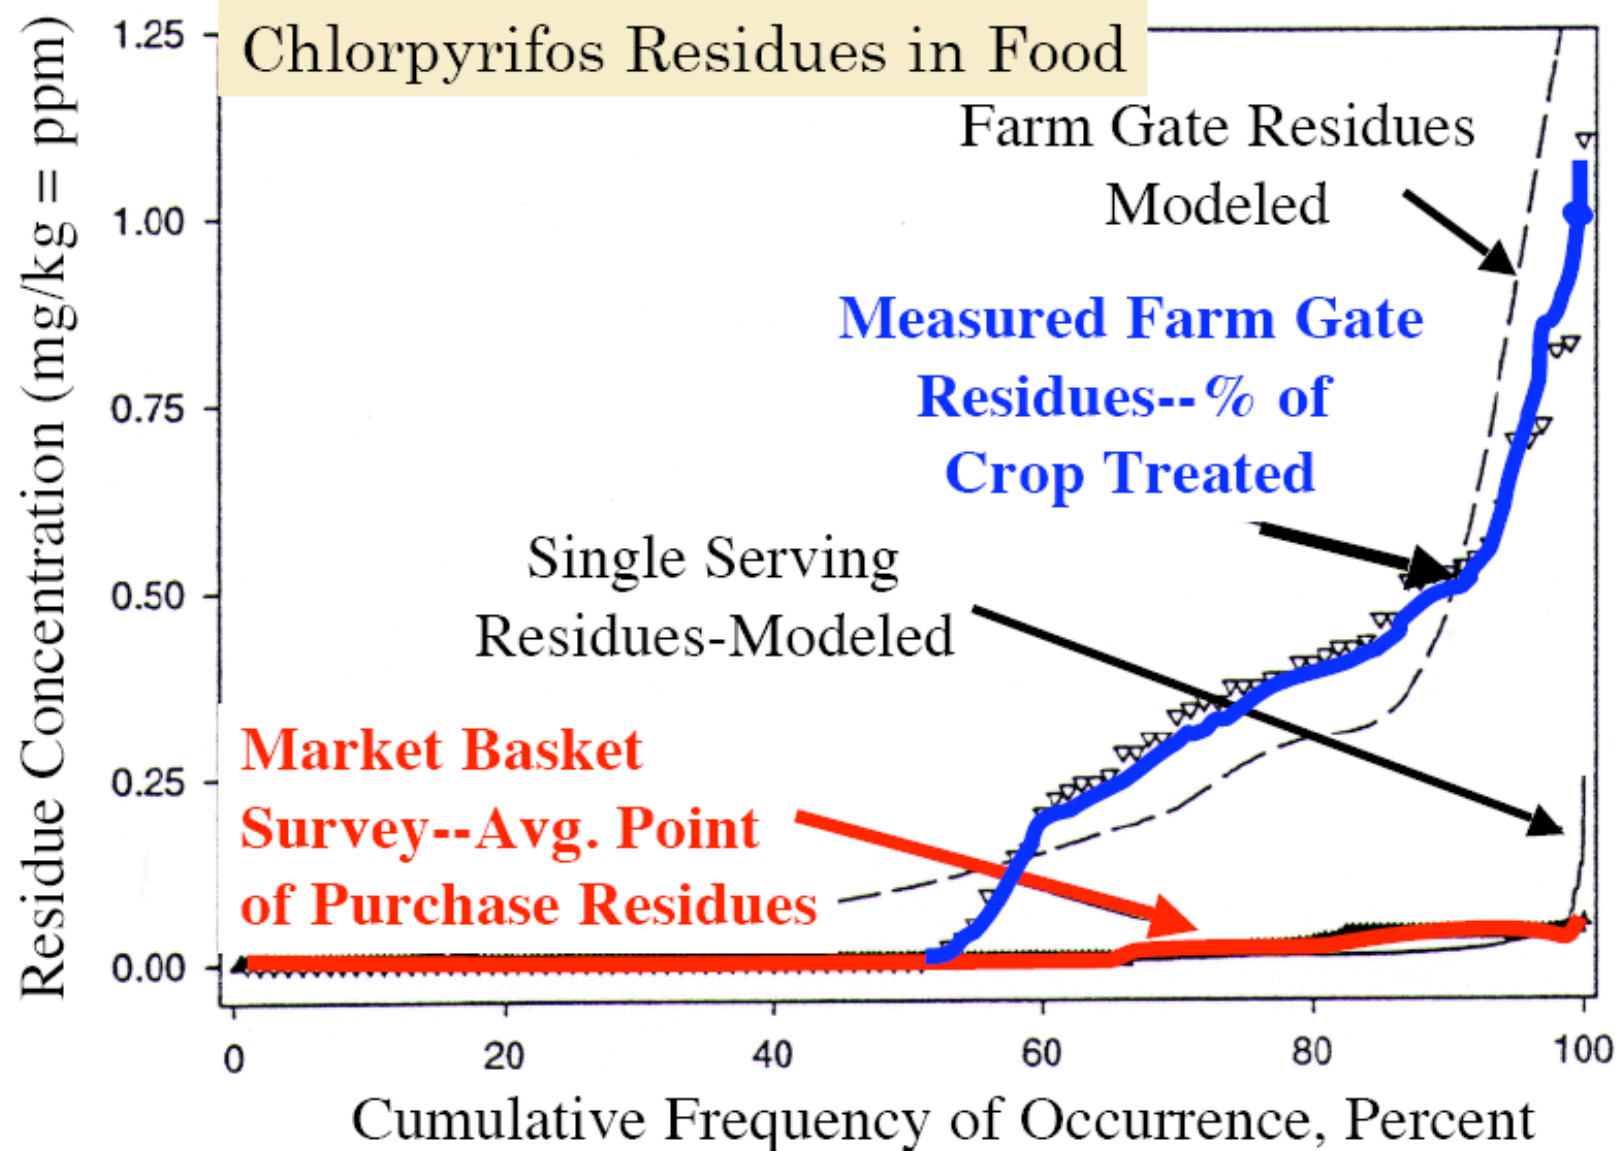 Chlorpyrifos Residues in Food
Residue Concentration (mg/kg = ppm)
1.25
1.00
0.75
0.50
0.25
0.00
Farm Gate Residues
Modeled
Measured Farm Gate
Residues--% of
Crop Treated
Single Serving
Residues-Modeled
Market Basket
Survey--Avg. Point
of Purchase Residues
0
20
40
60
80
100
Cumulative Frequency of Occurrence, Percent